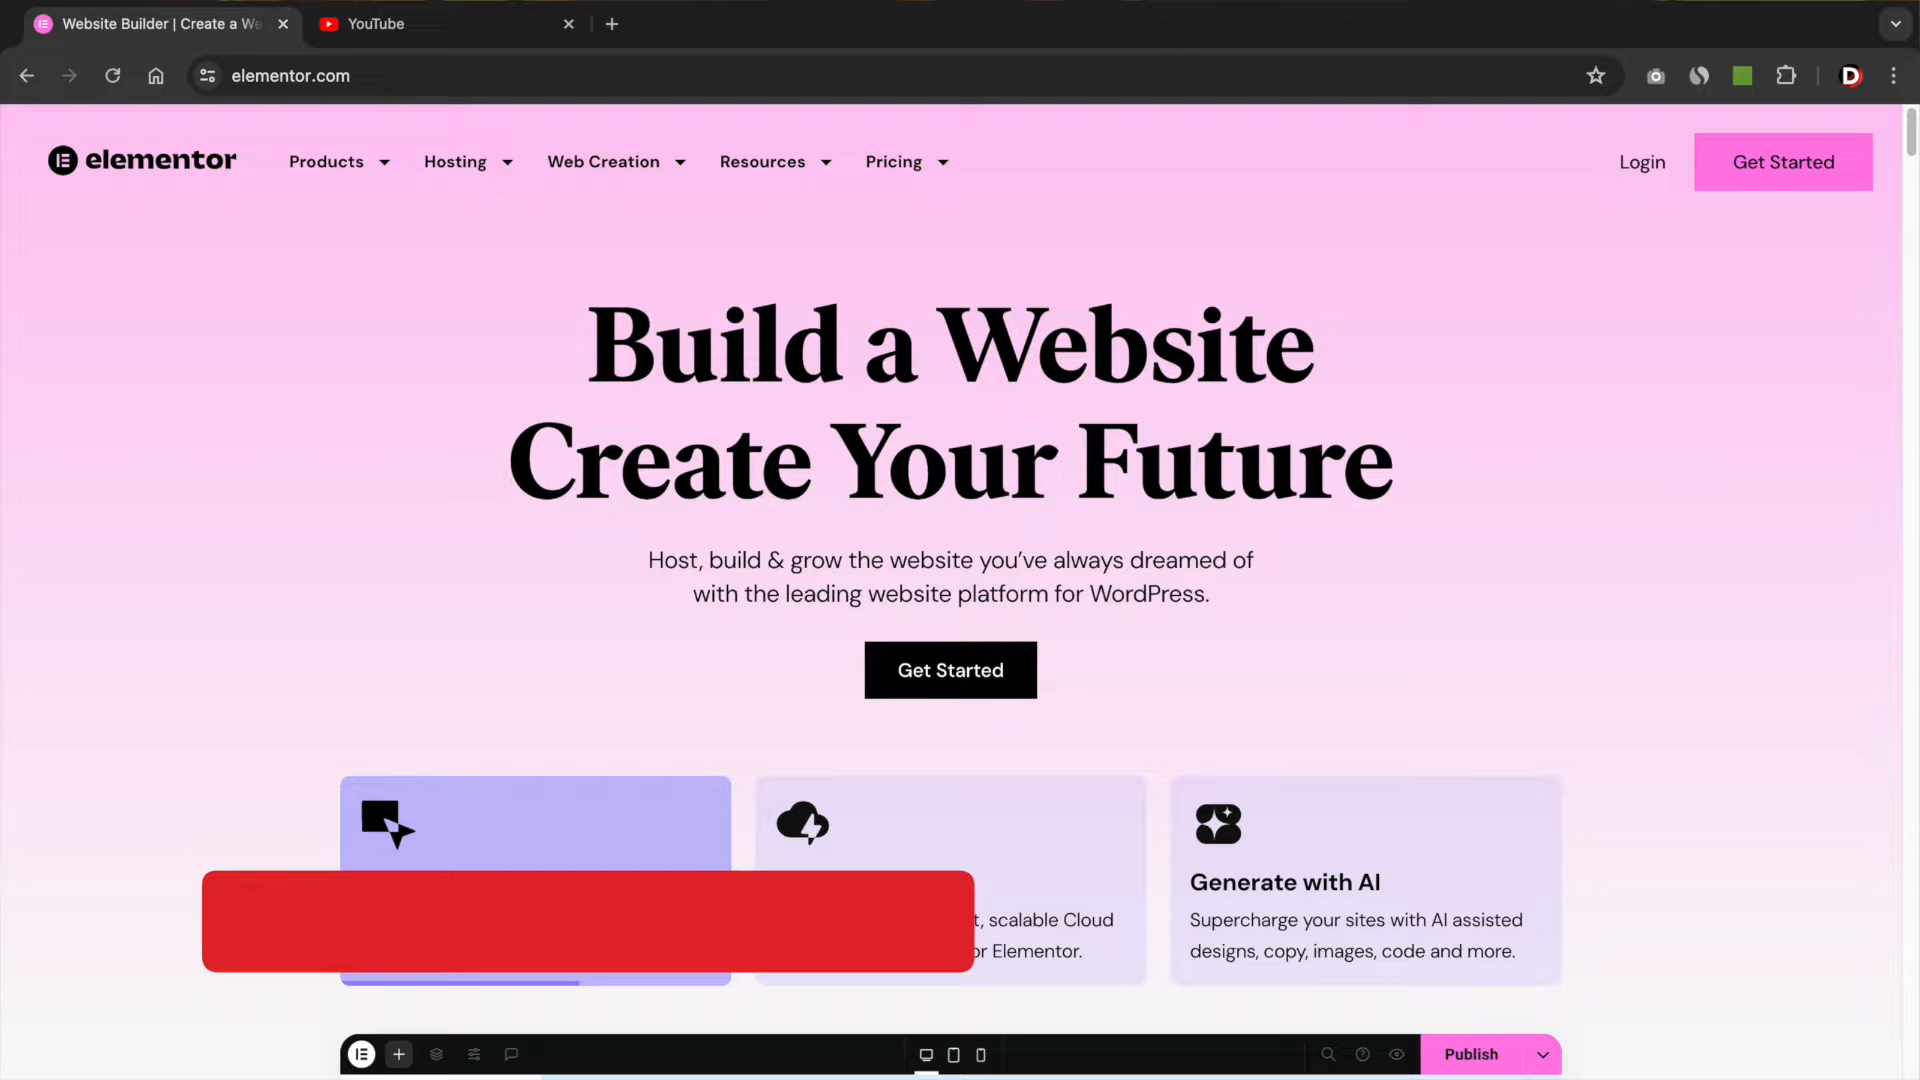 Website Builder | Create a We
YouTube
elementor.com
elementor
Products
Hosting
Web Creation
Resources
Pricing
Login
Get Started
Build a Website
Create Your Future
Host, build & grow the website you’ve always dreamed of
with the leading website platform for WordPress.
Get Started
t, scalable Cloud
or Elementor.
Generate with AI
Supercharge your sites with AI assisted
designs, copy, images, code and more.
Publish